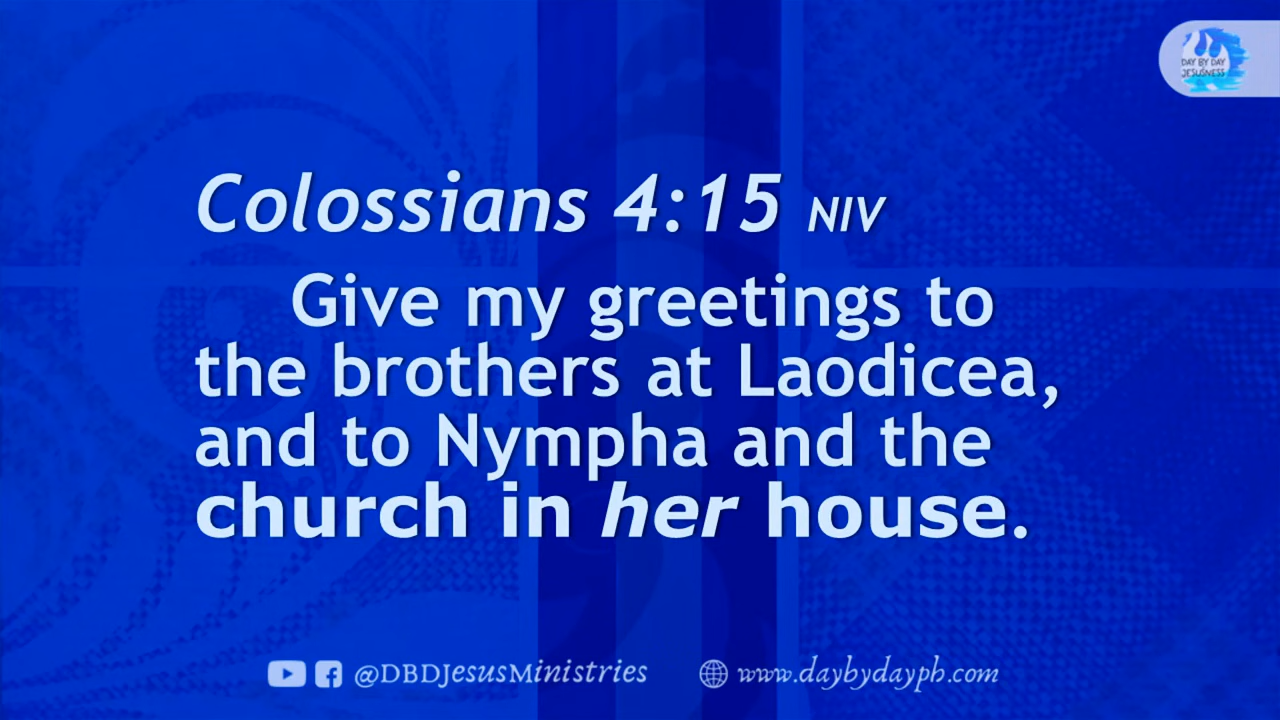 DAY BY DAY
JESUSNESS
Colossians 4:15 NIV
Give my greetings to
the brothers at Laodicea,
and to Nympha and the
church in her house.
@DBDJesusMinistries www.daybydayph.com